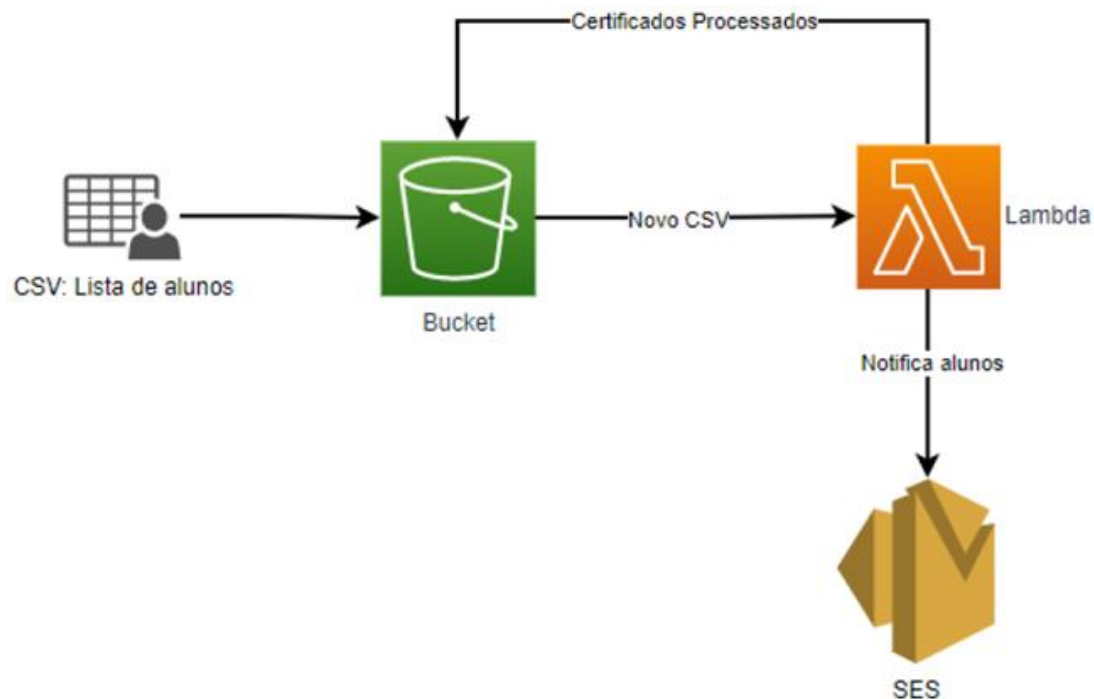 Certificados Processados
CSV: Lista de alunos
Bucket
Novo CSV
Lambda
Notifica alunos
SES